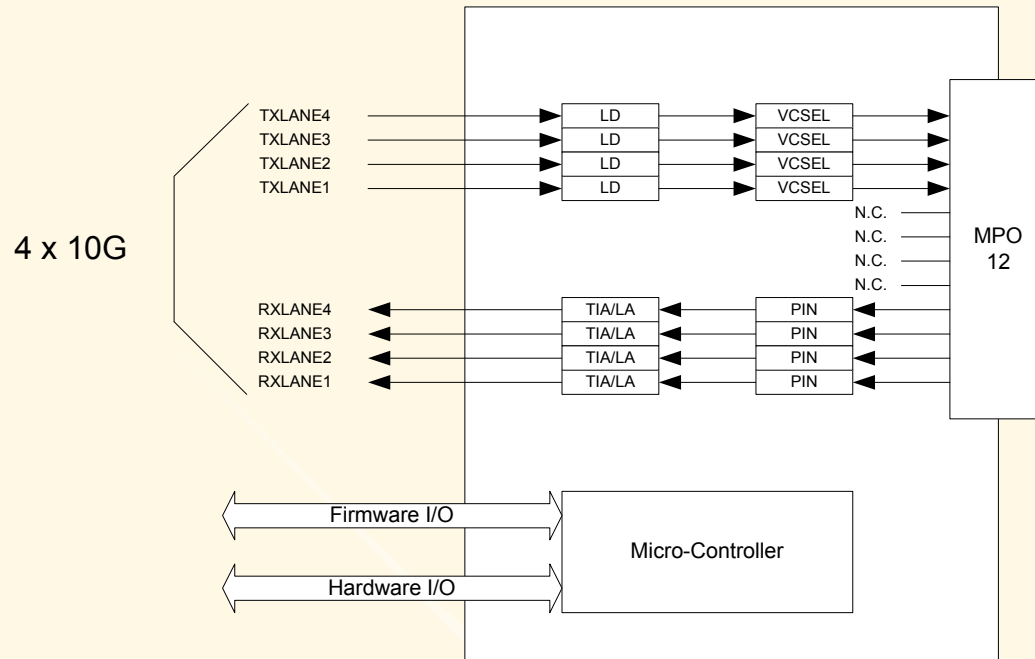 TXLANE4 LD VCSEL
TXLANE3 LD VCSEL
TXLANE2 LD VCSEL
TXLANE1 LD VCSEL
N.C.
N.C.
N.C.
N.C.
MPO
12
4 x 10G
RXLANE4 TIA/LA PIN
RXLANE3 TIA/LA PIN
RXLANE2 TIA/LA PIN
RXLANE1 TIA/LA PIN
Firmware I/O
Micro-Controller
Hardware I/O